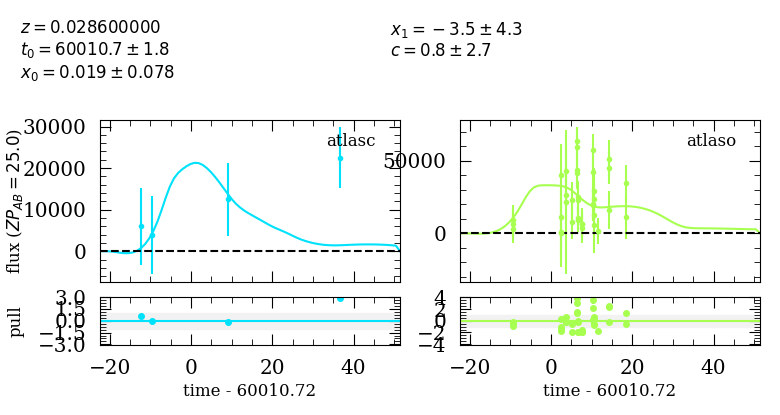 z = 0.028600000
t₀ = 60010.7 ± 1.8
x₀ = 0.019 ± 0.078
x₁ = −3.5 ± 4.3
c = 0.8 ± 2.7
atlasc
atlaso
flux (ZP_AB = 25.0)
30000
20000
10000
0
50000
0
pull
3.0
1.5
0.0
−1.5
−3.0
4
2
0
−2
−4
−20 0 20 40
−20 0 20 40
time - 60010.72
time - 60010.72